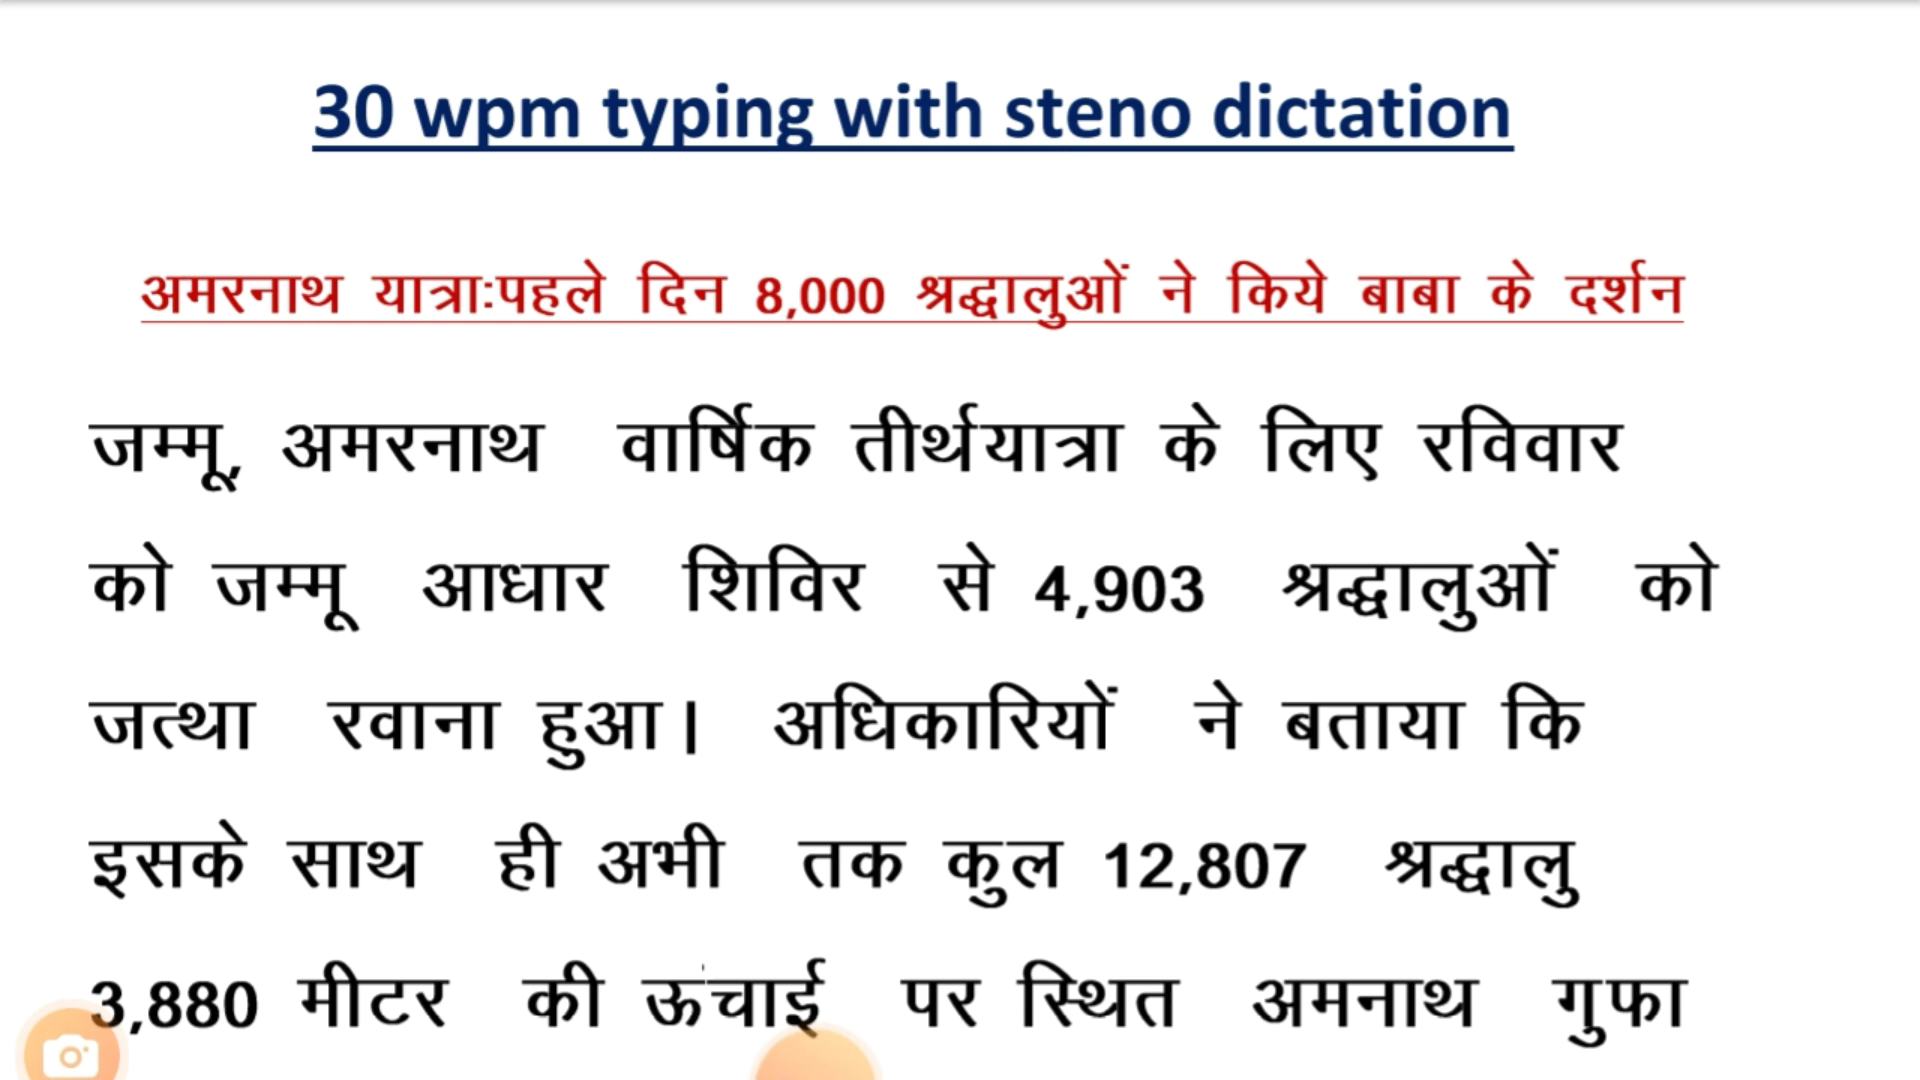 30 wpm typing with steno dictation
अमरनाथ यात्रा:पहले दिन 8,000 श्रद्धालुओं ने किये बाबा के दर्शन
जम्मू, अमरनाथ वार्षिक तीर्थयात्रा के लिए रविवार
को जम्मू आधार शिविर से 4,903 श्रद्धालुओं को
जत्था रवाना हुआ। अधिकारियों ने बताया कि
इसके साथ ही अभी तक कुल 12,807 श्रद्धालु
3,880 मीटर की ऊंचाई पर स्थित अमनाथ गुफा